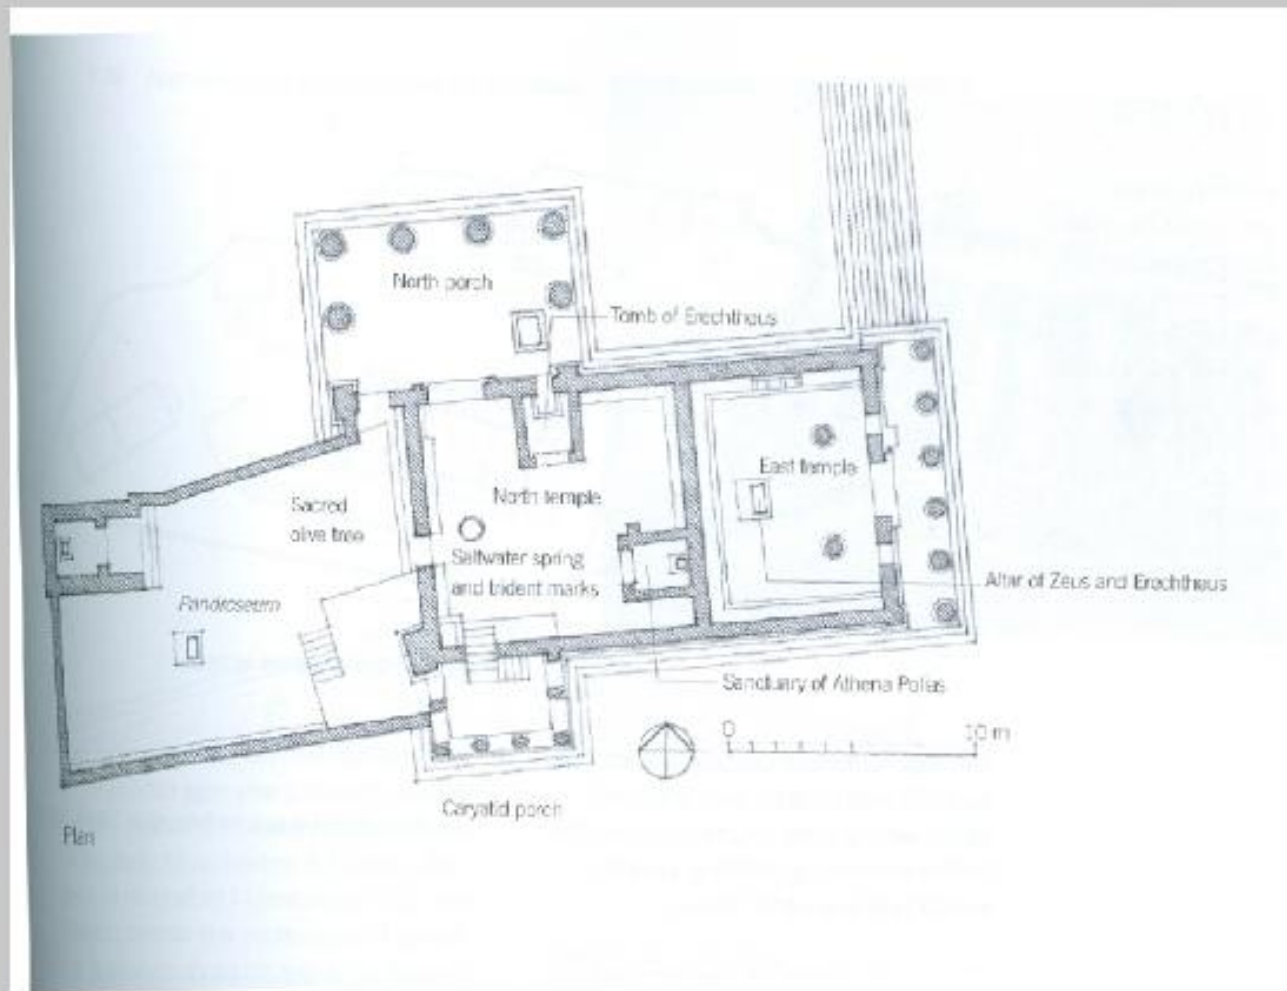 North porch
Tomb of Erechtheus
East temple
North temple
Sacred
olive tree
Saltwater spring
and trident marks
Pandroseum
Altar of Zeus and Erechtheus
Sanctuary of Athena Polias
0
10 m
Caryatid porch
Plan